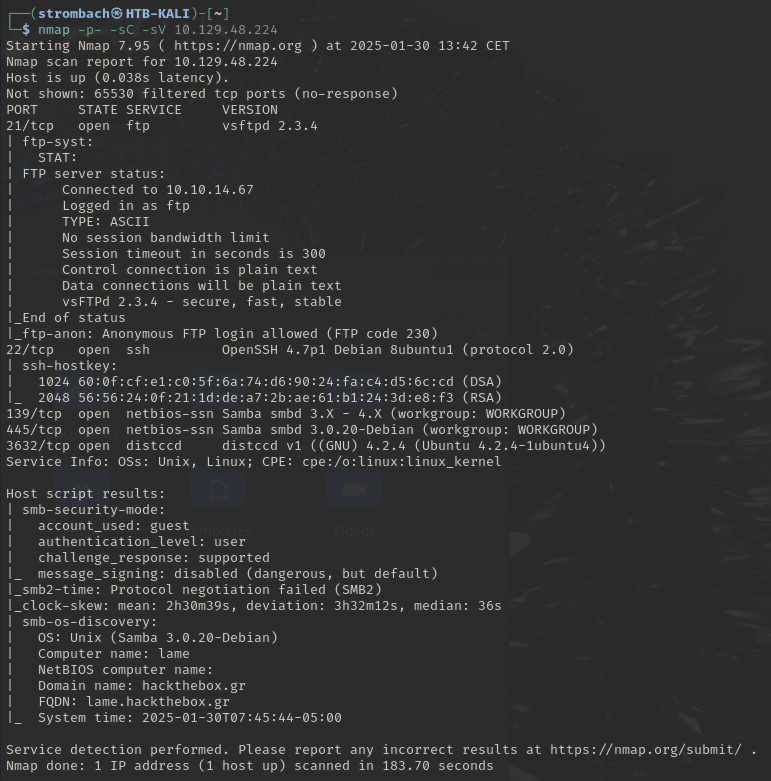 ┌──(strombach㉿HTB-KALI)-[~]
└─$ nmap -p- -sC -sV 10.129.48.224
Starting Nmap 7.95 ( https://nmap.org ) at 2025-01-30 13:42 CET
Nmap scan report for 10.129.48.224
Host is up (0.038s latency).
Not shown: 65530 filtered tcp ports (no-response)
PORT     STATE SERVICE     VERSION
21/tcp   open  ftp         vsftpd 2.3.4
| ftp-syst:
|   STAT:
| FTP server status:
|      Connected to 10.10.14.67
|      Logged in as ftp
|      TYPE: ASCII
|      No session bandwidth limit
|      Session timeout in seconds is 300
|      Control connection is plain text
|      Data connections will be plain text
|      vsFTPd 2.3.4 - secure, fast, stable
|_End of status
|_ftp-anon: Anonymous FTP login allowed (FTP code 230)
22/tcp   open  ssh         OpenSSH 4.7p1 Debian 8ubuntu1 (protocol 2.0)
| ssh-hostkey:
|   1024 60:0f:cf:e1:c0:5f:6a:74:d6:90:24:fa:c4:d5:6c:cd (DSA)
|_  2048 56:56:24:0f:21:1d:de:a7:2b:ae:61:b1:24:3d:e8:f3 (RSA)
139/tcp  open  netbios-ssn Samba smbd 3.X - 4.X (workgroup: WORKGROUP)
445/tcp  open  netbios-ssn Samba smbd 3.0.20-Debian (workgroup: WORKGROUP)
3632/tcp open  distccd     distccd v1 ((GNU) 4.2.4 (Ubuntu 4.2.4-1ubuntu4))
Service Info: OSs: Unix, Linux; CPE: cpe:/o:linux:linux_kernel

Host script results:
| smb-security-mode:
|   account_used: guest
|   authentication_level: user
|   challenge_response: supported
|_  message_signing: disabled (dangerous, but default)
|_smb2-time: Protocol negotiation failed (SMB2)
|_clock-skew: mean: 2h30m39s, deviation: 3h32m12s, median: 36s
| smb-os-discovery:
|   OS: Unix (Samba 3.0.20-Debian)
|   Computer name: lame
|   NetBIOS computer name:
|   Domain name: hackthebox.gr
|   FQDN: lame.hackthebox.gr
|_  System time: 2025-01-30T07:45:44-05:00

Service detection performed. Please report any incorrect results at https://nmap.org/submit/ .
Nmap done: 1 IP address (1 host up) scanned in 183.70 seconds
Videos